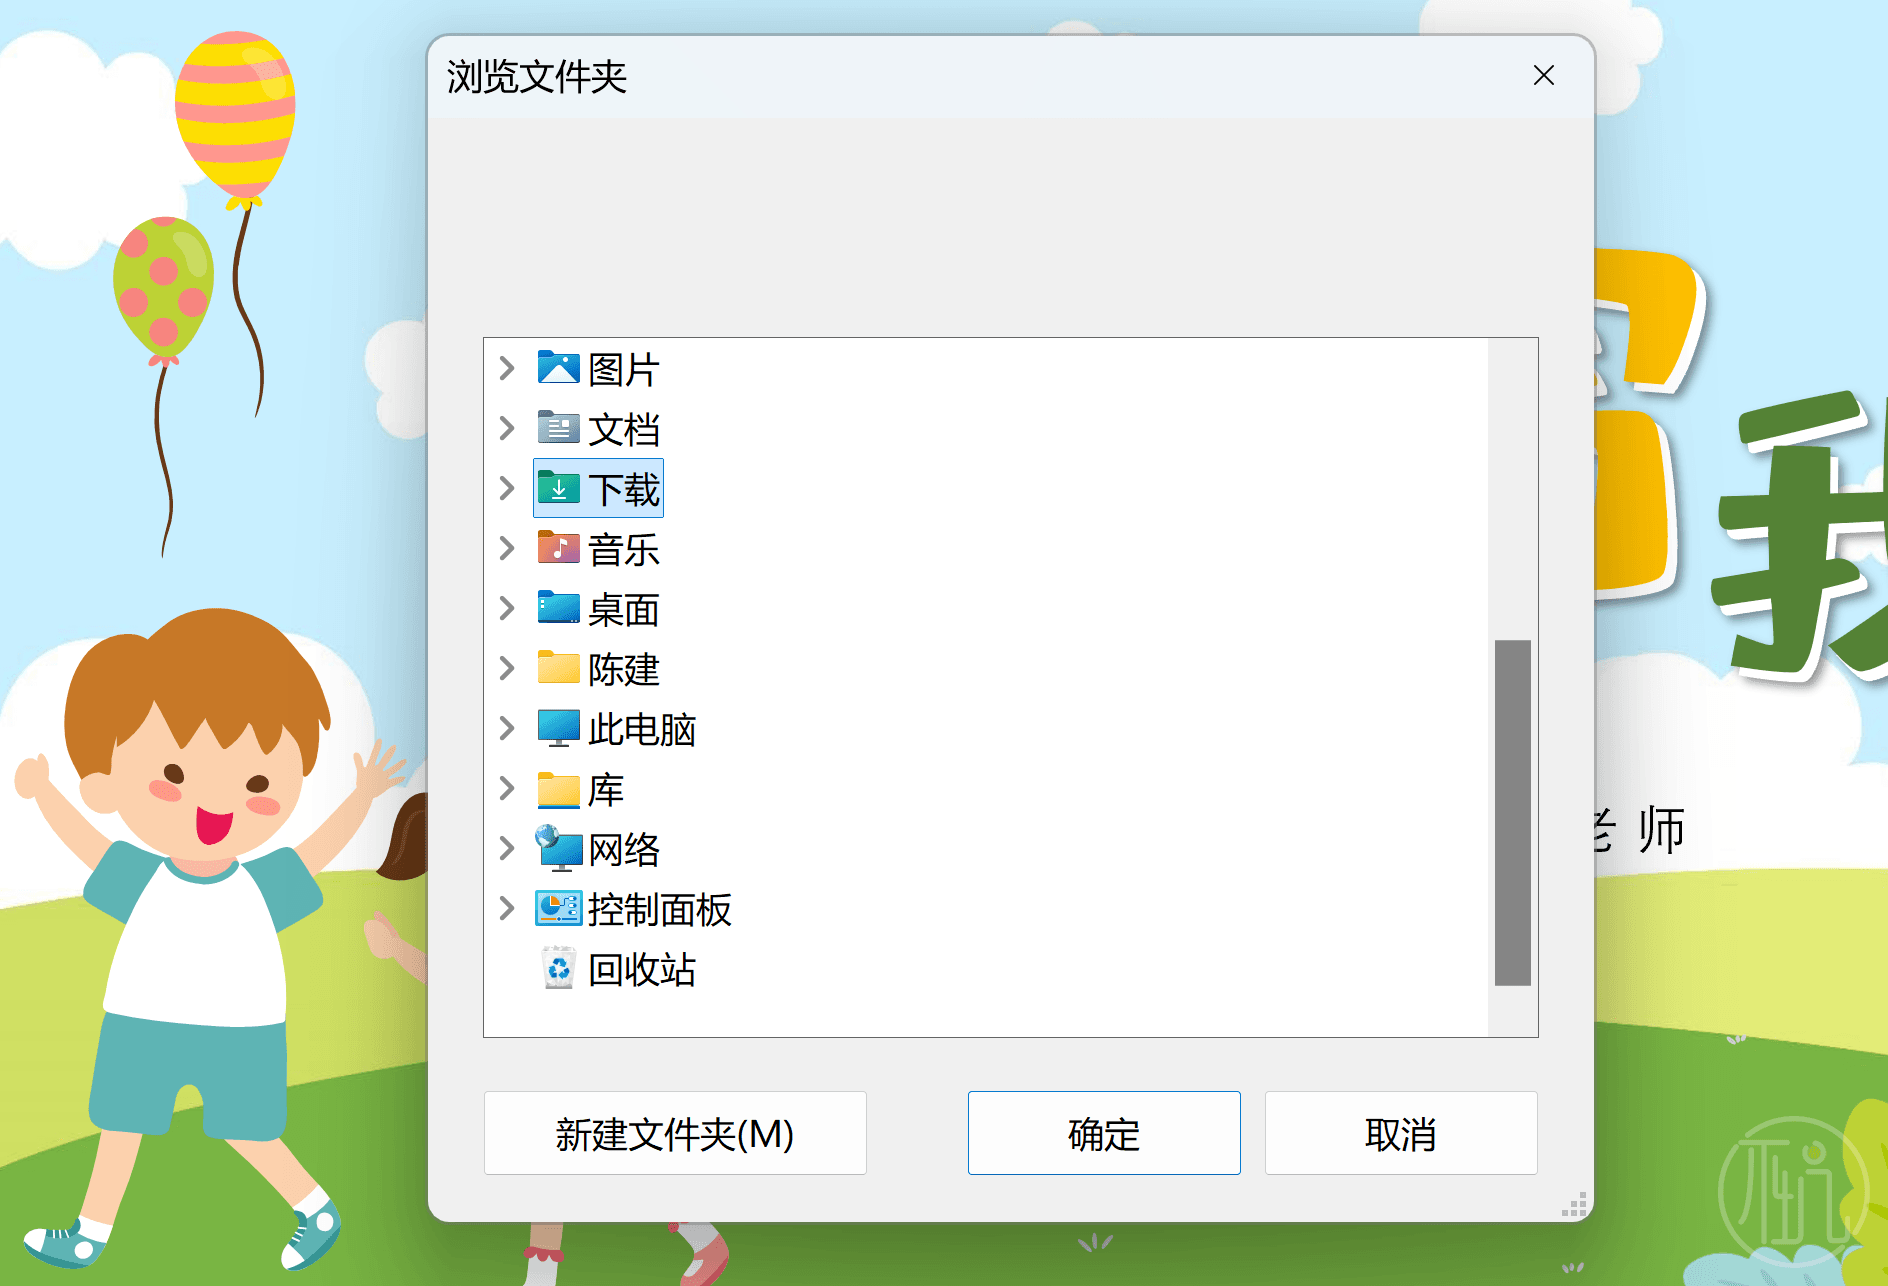 浏览文件夹
图片
文档
下载
音乐
桌面
陈建
此电脑
库
网络
控制面板
回收站
新建文件夹(M)
确定
取消
我
老师